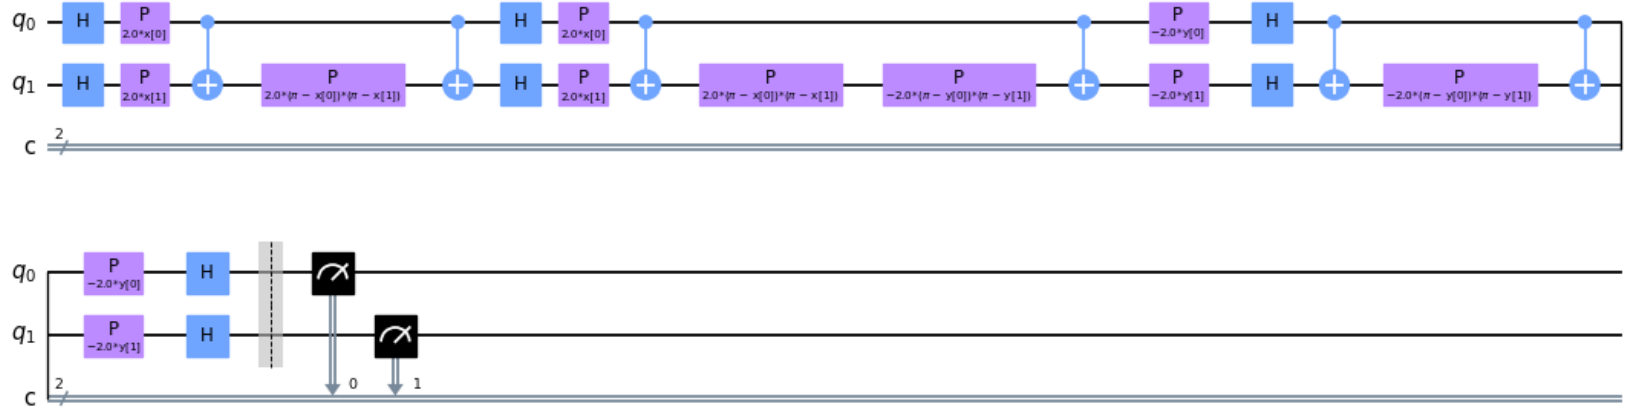 q0 H P 2.0*x[0] H P 2.0*x[0] P −2.0*y[0] H
q1 H P 2.0*x[1] P 2.0*(π − x[0])*(π − x[1]) H P 2.0*x[1] P 2.0*(π − x[0])*(π − x[1]) P −2.0*(π − y[0])*(π − y[1]) P −2.0*y[1] H P −2.0*(π − y[0])*(π − y[1])
c 2
q0 P −2.0*y[0] H
q1 P −2.0*y[1] H
c 2 0 1